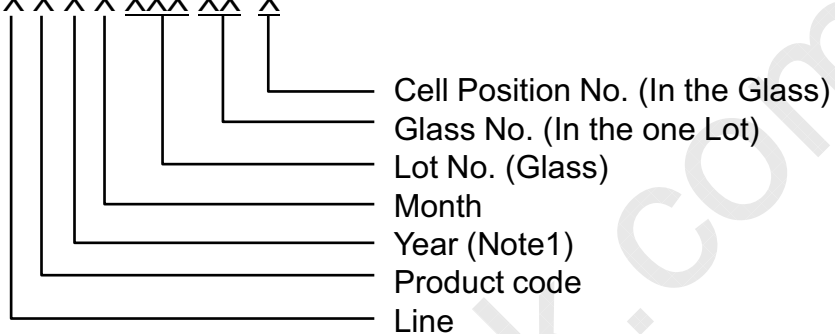 X X X X XXX XX X
Cell Position No. (In the Glass)
Glass No. (In the one Lot)
Lot No. (Glass)
Month
Year (Note1)
Product code
Line